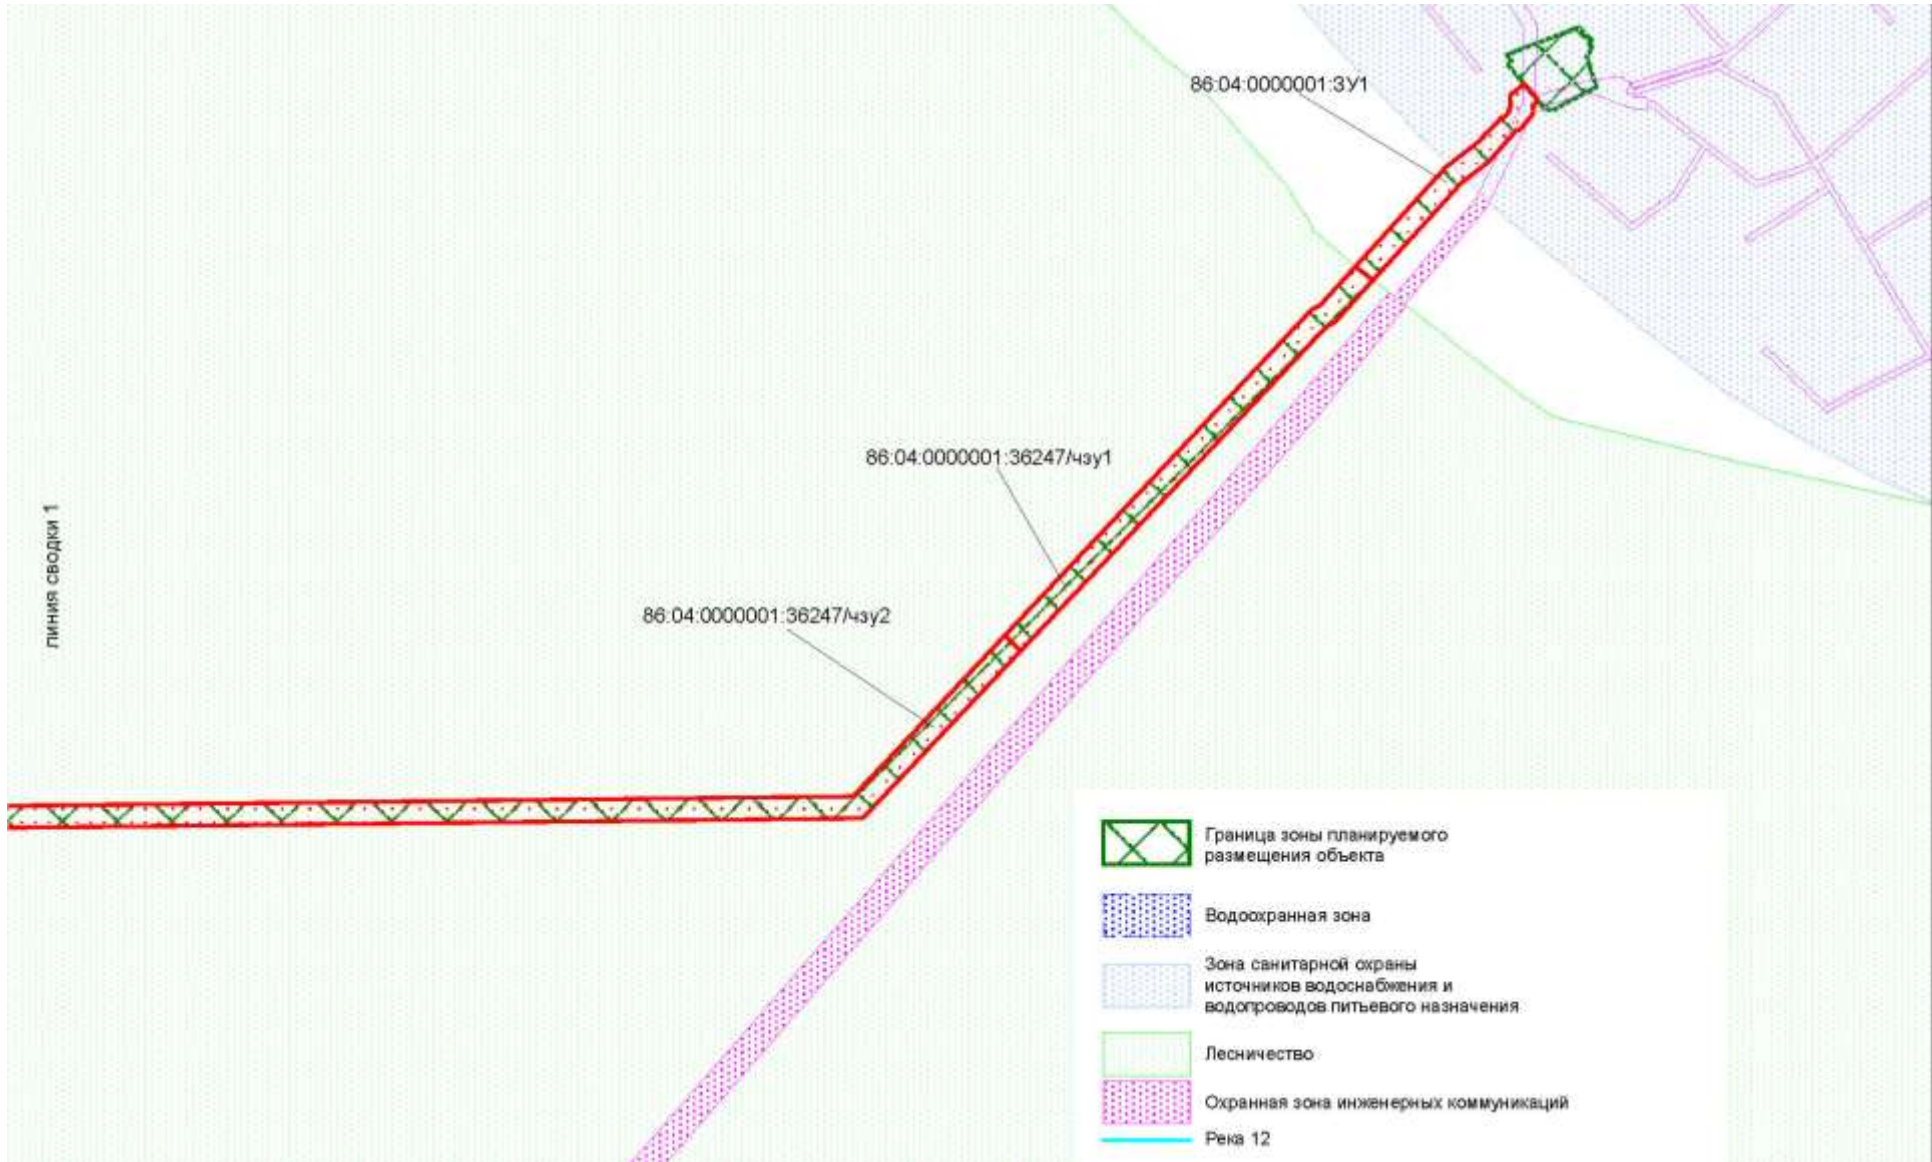 86:04:0000001:ЗУ1
86:04:0000001:36247/чзу1
линия сводки 1
86:04:0000001:36247/чзу2
Граница зоны планируемого
размещения объекта
Водоохранная зона
Зона санитарной охраны
источников водоснабжения и
водопроводов питьевого назначения
Лесничество
Охранная зона инженерных коммуникаций
Река 12